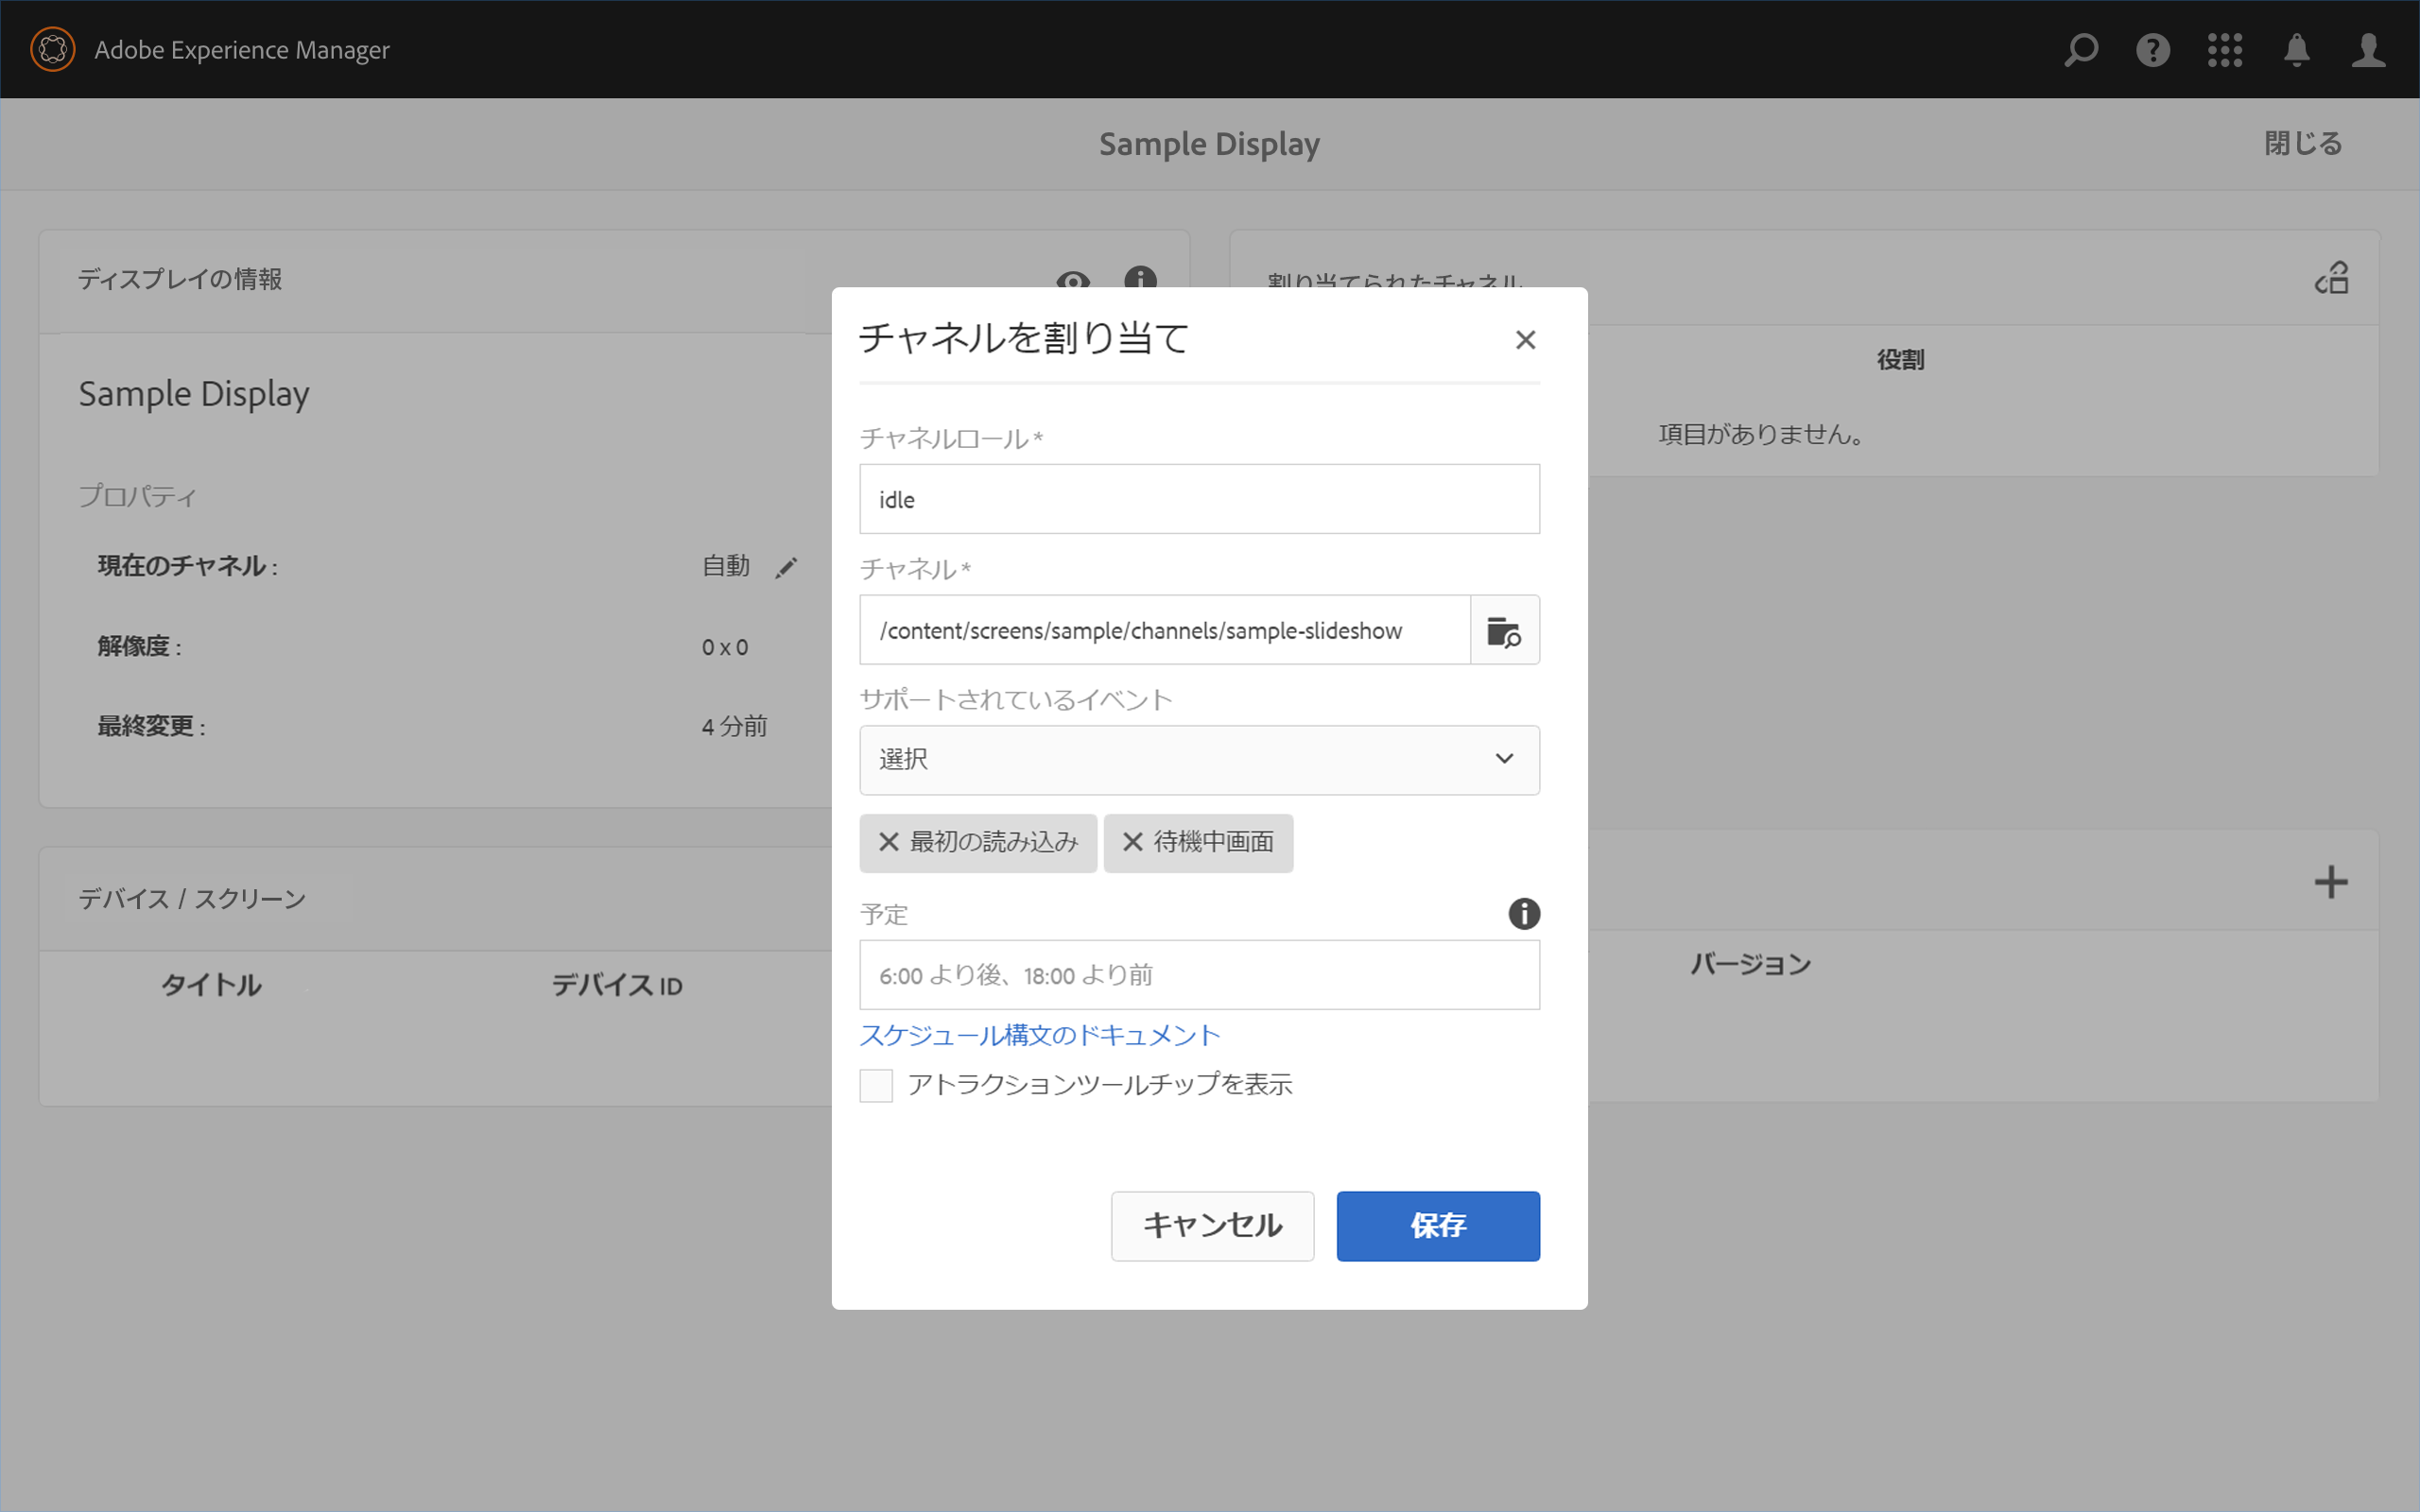 Adobe Experience Manager
Sample Display
閉じる
ディスプレイの情報
割り当てられたチャネル
Sample Display
プロパティ
現在のチャネル :
自動
解像度 :
0 x 0
最終変更 :
4 分前
役割
項目がありません。
チャネルを割り当て
チャネルロール *
idle
チャネル *
/content/screens/sample/channels/sample-slideshow
サポートされているイベント
選択
最初の読み込み
待機中画面
予定
6:00 より後、18:00 より前
スケジュール構文のドキュメント
アトラクションツールチップを表示
キャンセル
保存
デバイス / スクリーン
タイトル
デバイス ID
バージョン